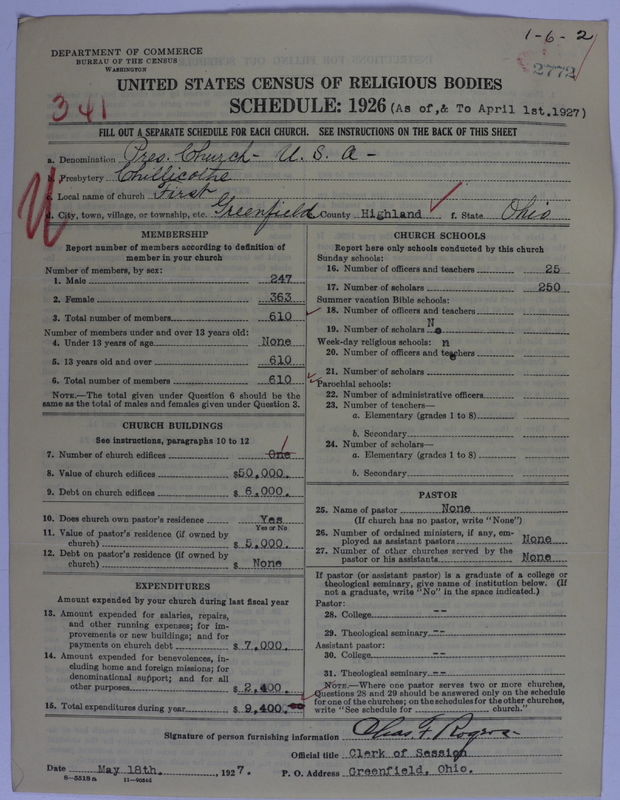 1-6-2
DEPARTMENT OF COMMERCE
BUREAU OF THE CENSUS
WASHINGTON
2772
UNITED STATES CENSUS OF RELIGIOUS BODIES
341
SCHEDULE: 1926 (As of,& To April 1st.1927)
FILL OUT A SEPARATE SCHEDULE FOR EACH CHURCH. SEE INSTRUCTIONS ON THE BACK OF THIS SHEET
a. Denomination Pres. Church - U. S. A -
b. Presbytery Chillicothe
c. Local name of church First
d. City, town, village, or township, etc. Greenfield County Highland f. State Ohio
MEMBERSHIP
Report number of members according to definition of
member in your church
Number of members, by sex:
1. Male 247
2. Female 363
3. Total number of members 610
Number of members under and over 13 years old:
4. Under 13 years of age None
5. 13 years old and over 610
6. Total number of members 610
NOTE.—The total given under Question 6 should be the
same as the total of males and females given under Question 3.
CHURCH BUILDINGS
See instructions, paragraphs 10 to 12
1
7. Number of church edifices One
8. Value of church edifices $50,000.
9. Debt on church edifices $ 6,000.
10. Does church own pastor's residence Yes
Yes or No
11. Value of pastor's residence (if owned by
church) $ 5,000.
12. Debt on pastor's residence (if owned by
church) $ None
EXPENDITURES
Amount expended by your church during last fiscal year
13. Amount expended for salaries, repairs,
and other running expenses; for im-
provements or new buildings; and for
payments on church debt $ 7,000.
14. Amount expended for benevolences, in-
cluding home and foreign missions; for
denominational support; and for all
other purposes $ 2,400.
15. Total expenditures during year $ 9,400.
CHURCH SCHOOLS
Report here only schools conducted by this church
Sunday schools:
16. Number of officers and teachers 25
17. Number of scholars 250
Summer vacation Bible schools:
18. Number of officers and teachers
N
19. Number of scholars o
Week-day religious schools: n
20. Number of officers and teachers
e
21. Number of scholars
Parochial schools:
22. Number of administrative officers
23. Number of teachers—
a. Elementary (grades 1 to 8)
b. Secondary
24. Number of scholars—
a. Elementary (grades 1 to 8)
b. Secondary
PASTOR
25. Name of pastor None
(If church has no pastor, write "None")
26. Number of ordained ministers, if any, em-
ployed as assistant pastors None
27. Number of other churches served by the
pastor or his assistants None
If pastor (or assistant pastor) is a graduate of a college or
theological seminary, give name of institution below. (If
not a graduate, write "No" in the space indicated.)
Pastor:
28. College --
29. Theological seminary --
Assistant pastor:
30. College --
31. Theological seminary --
NOTE.—Where one pastor serves two or more churches,
Questions 28 and 29 should be answered only on the schedule
for one of the churches; on the schedules for the other churches,
write "See schedule for church."
Signature of person furnishing information Chas F. Rogers
Official title Clerk of Session
Date May 18th. , 1927. P. O. Address Greenfield, Ohio.
8-5318a 11-9034i